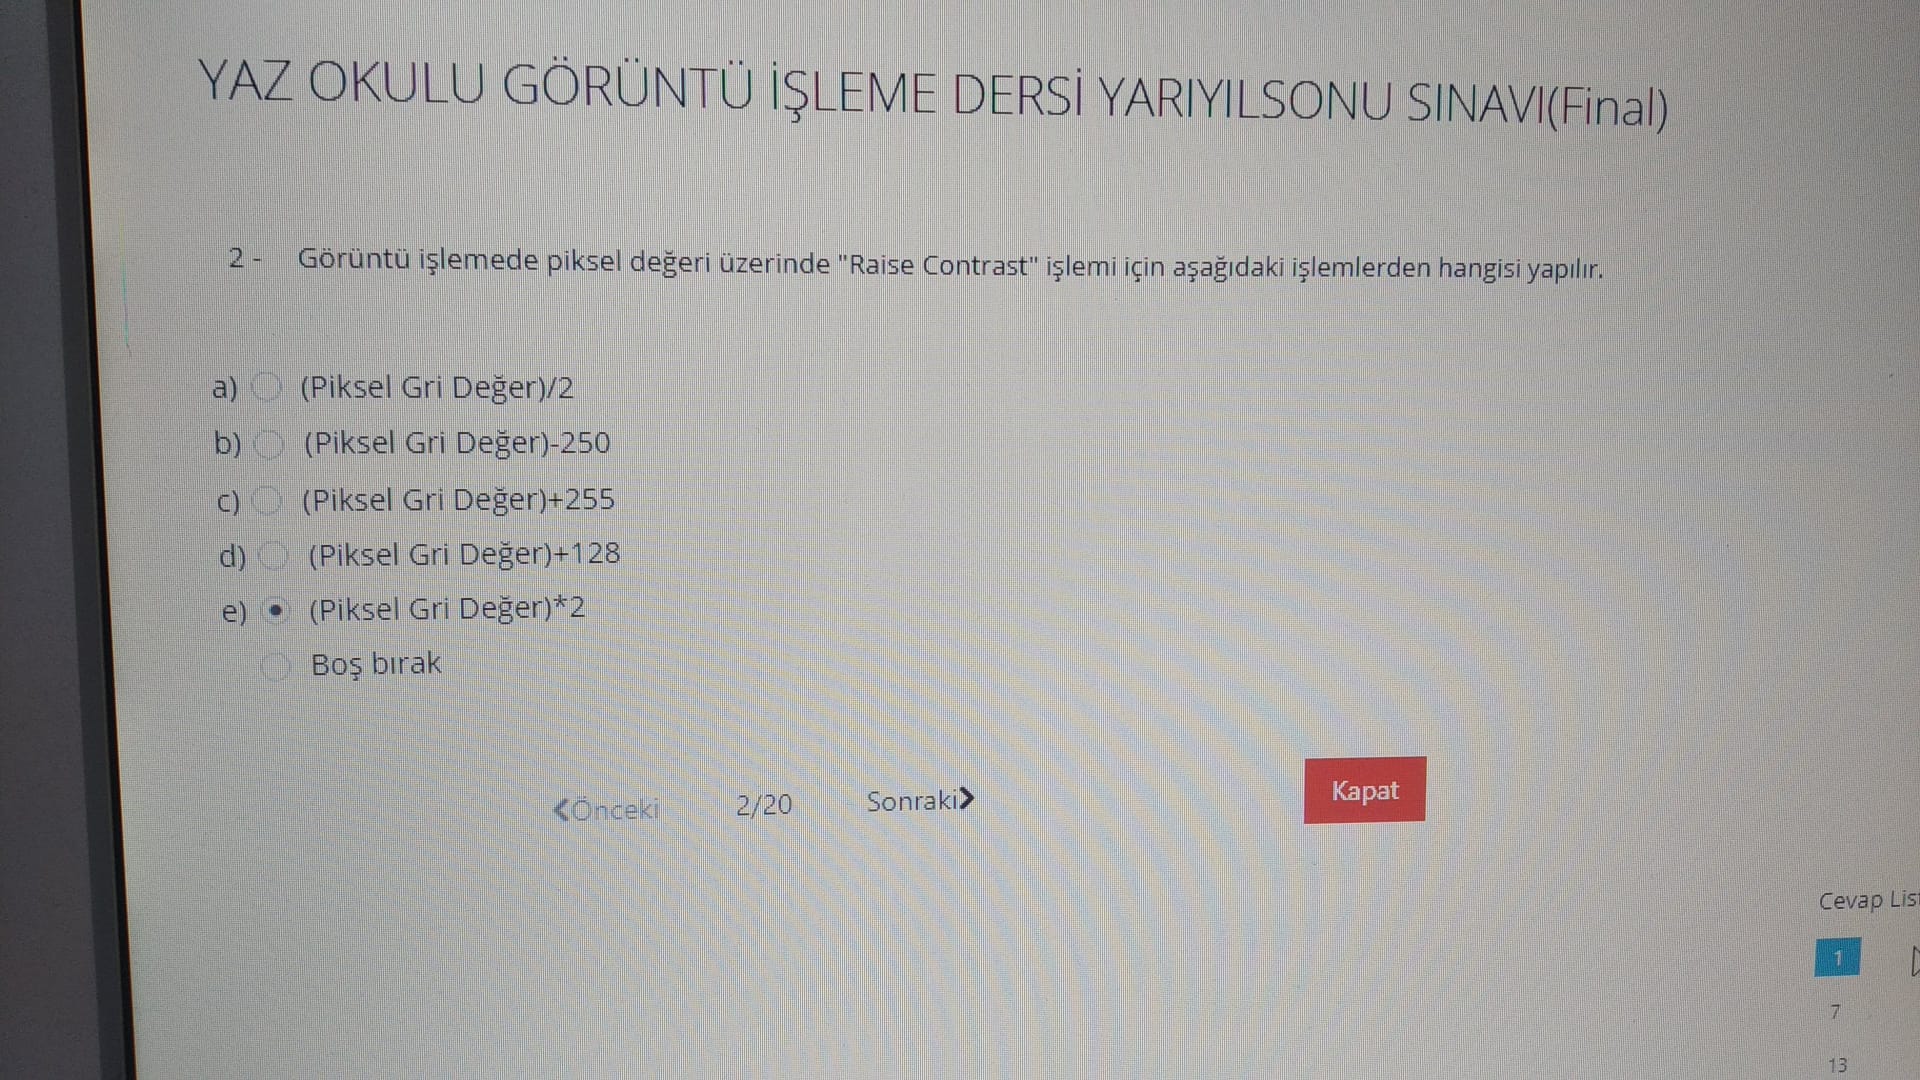 YAZ OKULU GÖRÜNTÜ İŞLEME DERSİ YARIYILSONU SINAVI(Final)
2 - Görüntü işlemede piksel değeri üzerinde "Raise Contrast" işlemi için aşağıdaki işlemlerden hangisi yapılır.
a) (Piksel Gri Değer)/2
b) (Piksel Gri Değer)-250
c) (Piksel Gri Değer)+255
d) (Piksel Gri Değer)+128
e) (Piksel Gri Değer)*2
Boş bırak
Önceki 2/20 Sonraki
Kapat
Cevap
1
7
13